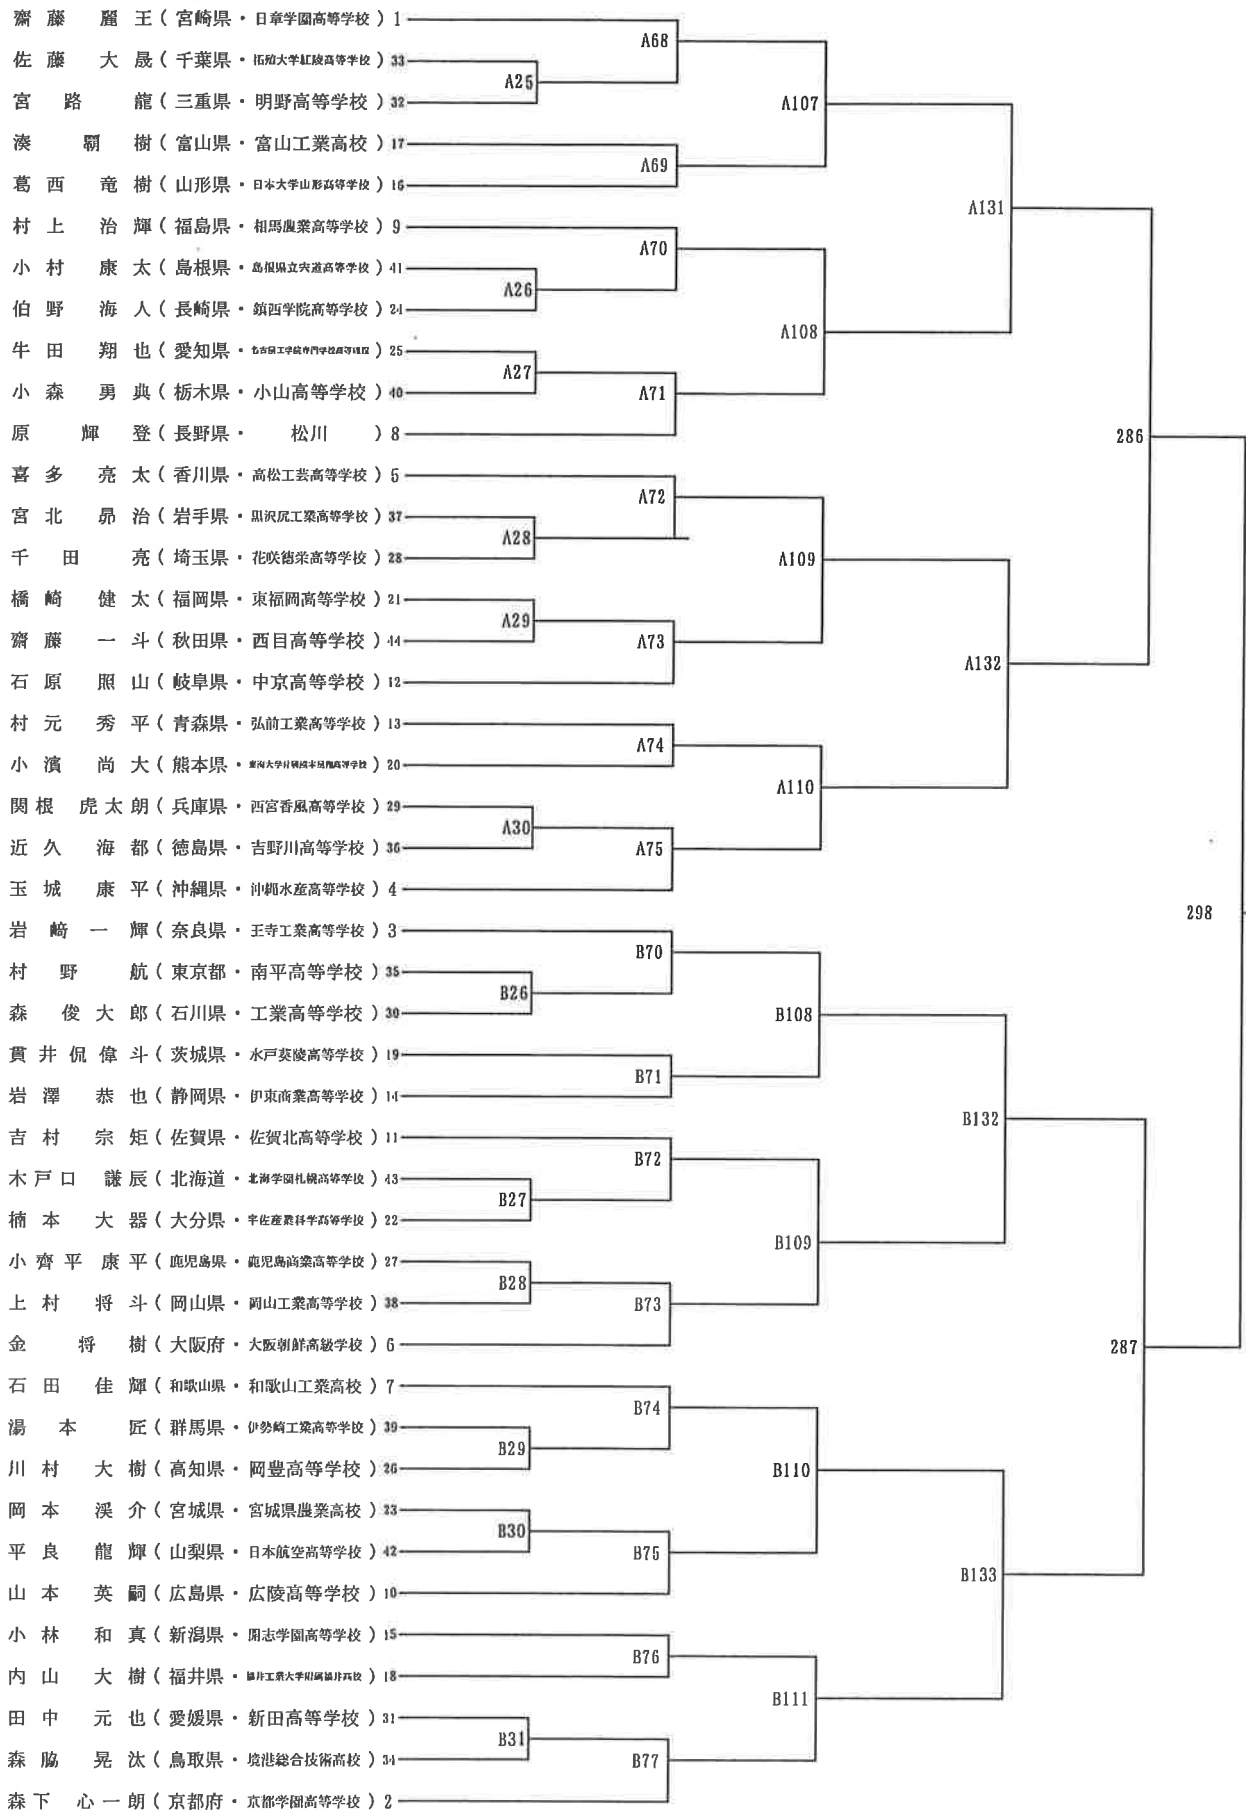 齋藤 麗王(宮崎県・日章学園高等学校)1
A68
佐藤 大晟(千葉県・拓殖大学紅陵高等学校)33
A25
宮路 龍(三重県・明野高等学校)32
A107
湊 覇樹(富山県・富山工業高校)17
A69
葛西 竜樹(山形県・日本大学山形高等学校)16
A131
村上 治輝(福島県・相馬農業高等学校)9
A70
小村 康太(島根県・島根県立宍道高等学校)41
A26
伯野 海人(長崎県・鎮西学院高等学校)24
A108
牛田 翔也(愛知県・名古屋工学院専門学校高等課程)25
A27
小森 勇典(栃木県・小山高等学校)40
A71
原 輝登(長野県・ 松川 )8
286
喜多 亮太(香川県・高松工芸高等学校)5
A72
宮北 昴治(岩手県・黒沢尻工業高等学校)37
A28
千田 亮(埼玉県・花咲徳栄高等学校)28
A109
橋崎 健太(福岡県・東福岡高等学校)21
A29
齋藤 一斗(秋田県・西目高等学校)44
A73
A132
石原 照山(岐阜県・中京高等学校)12
村元 秀平(青森県・弘前工業高等学校)13
A74
小濱 尚大(熊本県・)20
A110
関根 虎太朗(兵庫県・西宮香風高等学校)29
A30
近久 海都(徳島県・吉野川高等学校)36
A75
玉城 康平(沖縄県・沖縄水産高等学校)4
298
岩﨑 一輝(奈良県・王寺工業高等学校)3
B70
村野 航(東京都・南平高等学校)35
B26
森 俊大郎(石川県・工業高等学校)30
B108
貫井 侃偉斗(茨城県・水戸葵陵高等学校)19
B71
岩澤 恭也(静岡県・伊東商業高等学校)14
B132
吉村 宗矩(佐賀県・佐賀北高等学校)11
B72
木戸口 謙辰(北海道・北海学園札幌高等学校)43
B27
楠本 大器(大分県・宇佐産業科学高等学校)22
B109
小齊平 康平(鹿児島県・鹿児島商業高等学校)27
B28
上村 将斗(岡山県・岡山工業高等学校)38
B73
金 将樹(大阪府・大阪朝鮮高級学校)6
287
石田 佳輝(和歌山県・和歌山工業高校)7
B74
湯本 匠(群馬県・伊勢崎工業高等学校)39
B29
川村 大樹(高知県・岡豊高等学校)26
B110
岡本 渓介(宮城県・宮城県農業高校)23
B30
平良 龍輝(山梨県・日本航空高等学校)42
B75
B133
山本 英嗣(広島県・広陵高等学校)10
小林 和真(新潟県・開志学園高等学校)15
B76
内山 大樹(福井県・福井工業大学附属福井高校)18
B111
田中 元也(愛媛県・新田高等学校)31
B31
森脇 晃汰(鳥取県・境港総合技術高校)34
B77
森下 心一朗(京都府・京都学園高等学校)2